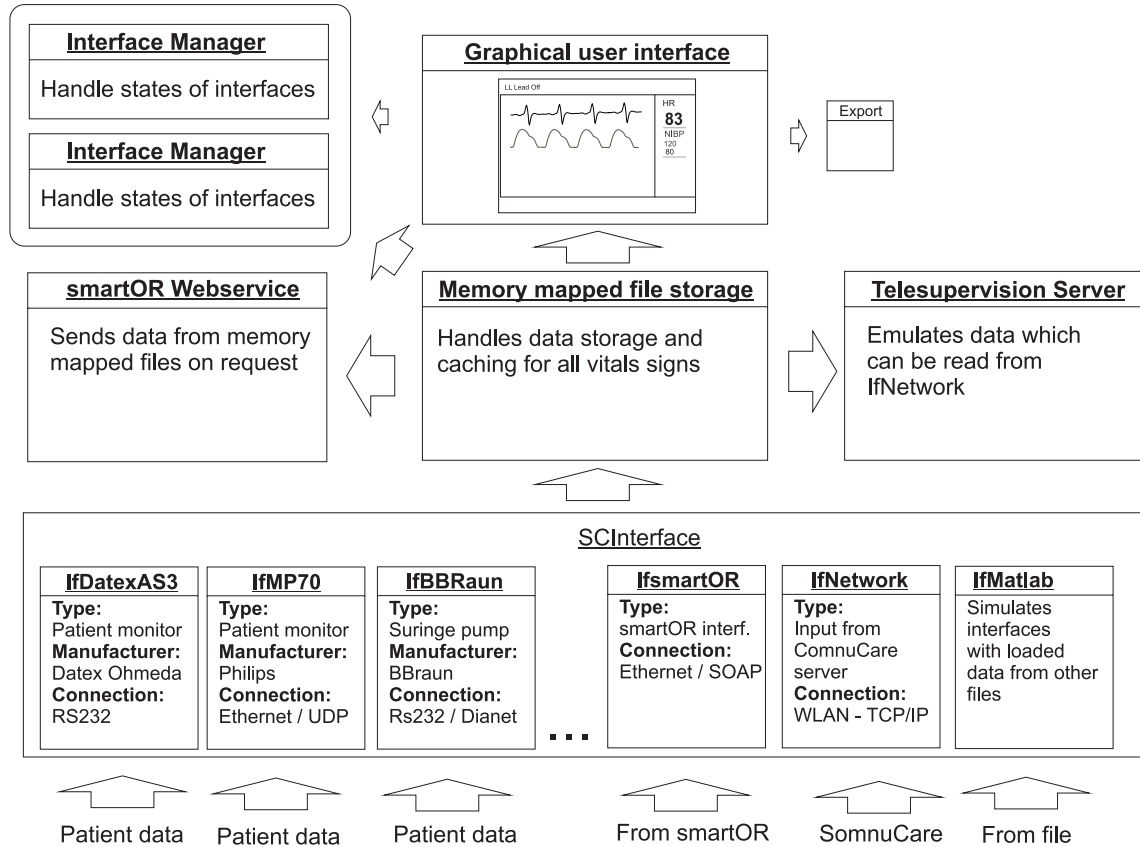 Interface Manager
Handle states of interfaces
Interface Manager
Handle states of interfaces
Graphical user interface
LL Lead Off
HR
83
NIBP
120
80
Export
smartOR Webservice
Sends data from memory
mapped files on request
Memory mapped file storage
Handles data storage and
caching for all vitals signs
Telesupervision Server
Emulates data which
can be read from
IfNetwork
SCInterface
IfDatexAS3
Type:
Patient monitor
Manufacturer:
Datex Ohmeda
Connection:
RS232
IfMP70
Type:
Patient monitor
Manufacturer:
Philips
Connection:
Ethernet / UDP
IfBBRaun
Type:
Suringe pump
Manufacturer:
BBraun
Connection:
Rs232 / Dianet
...
IfsmartOR
Type:
smartOR interf.
Connection:
Ethernet / SOAP
IfNetwork
Type:
Input from
ComnuCare
server
Connection:
WLAN - TCP/IP
IfMatlab
Simulates
interfaces
with loaded
data from other
files
Patient data
Patient data
Patient data
From smartOR
SomnuCare
From file